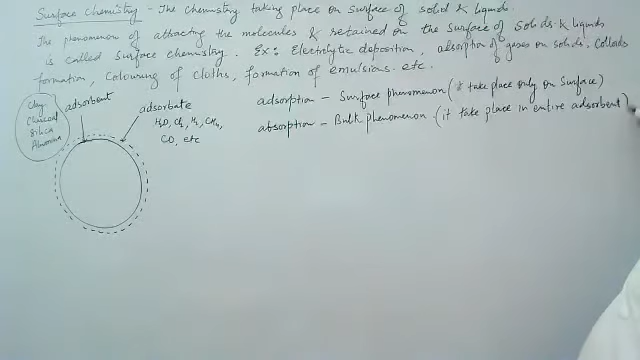 Surface Chemistry - The chemistry taking place on surface of solid & liquids.
The phenomenon of attracting the molecules & retained on the surface of solids & liquids
is called surface chemistry. Ex: Electrolytic deposition, absorption of gases on solids, Colloids
formation, Colouring of cloths, formation of emulsions. etc.
Clay
Charcoal
Silica
Alumina
adsorbent
adsorbate
H₂O, Cl₂, H₂, CH₄,
CO, etc
adsorption - Surface phenomenon (it take place only on Surface)
absorption - Bulk phenomenon (it take place in entire adsorbent)